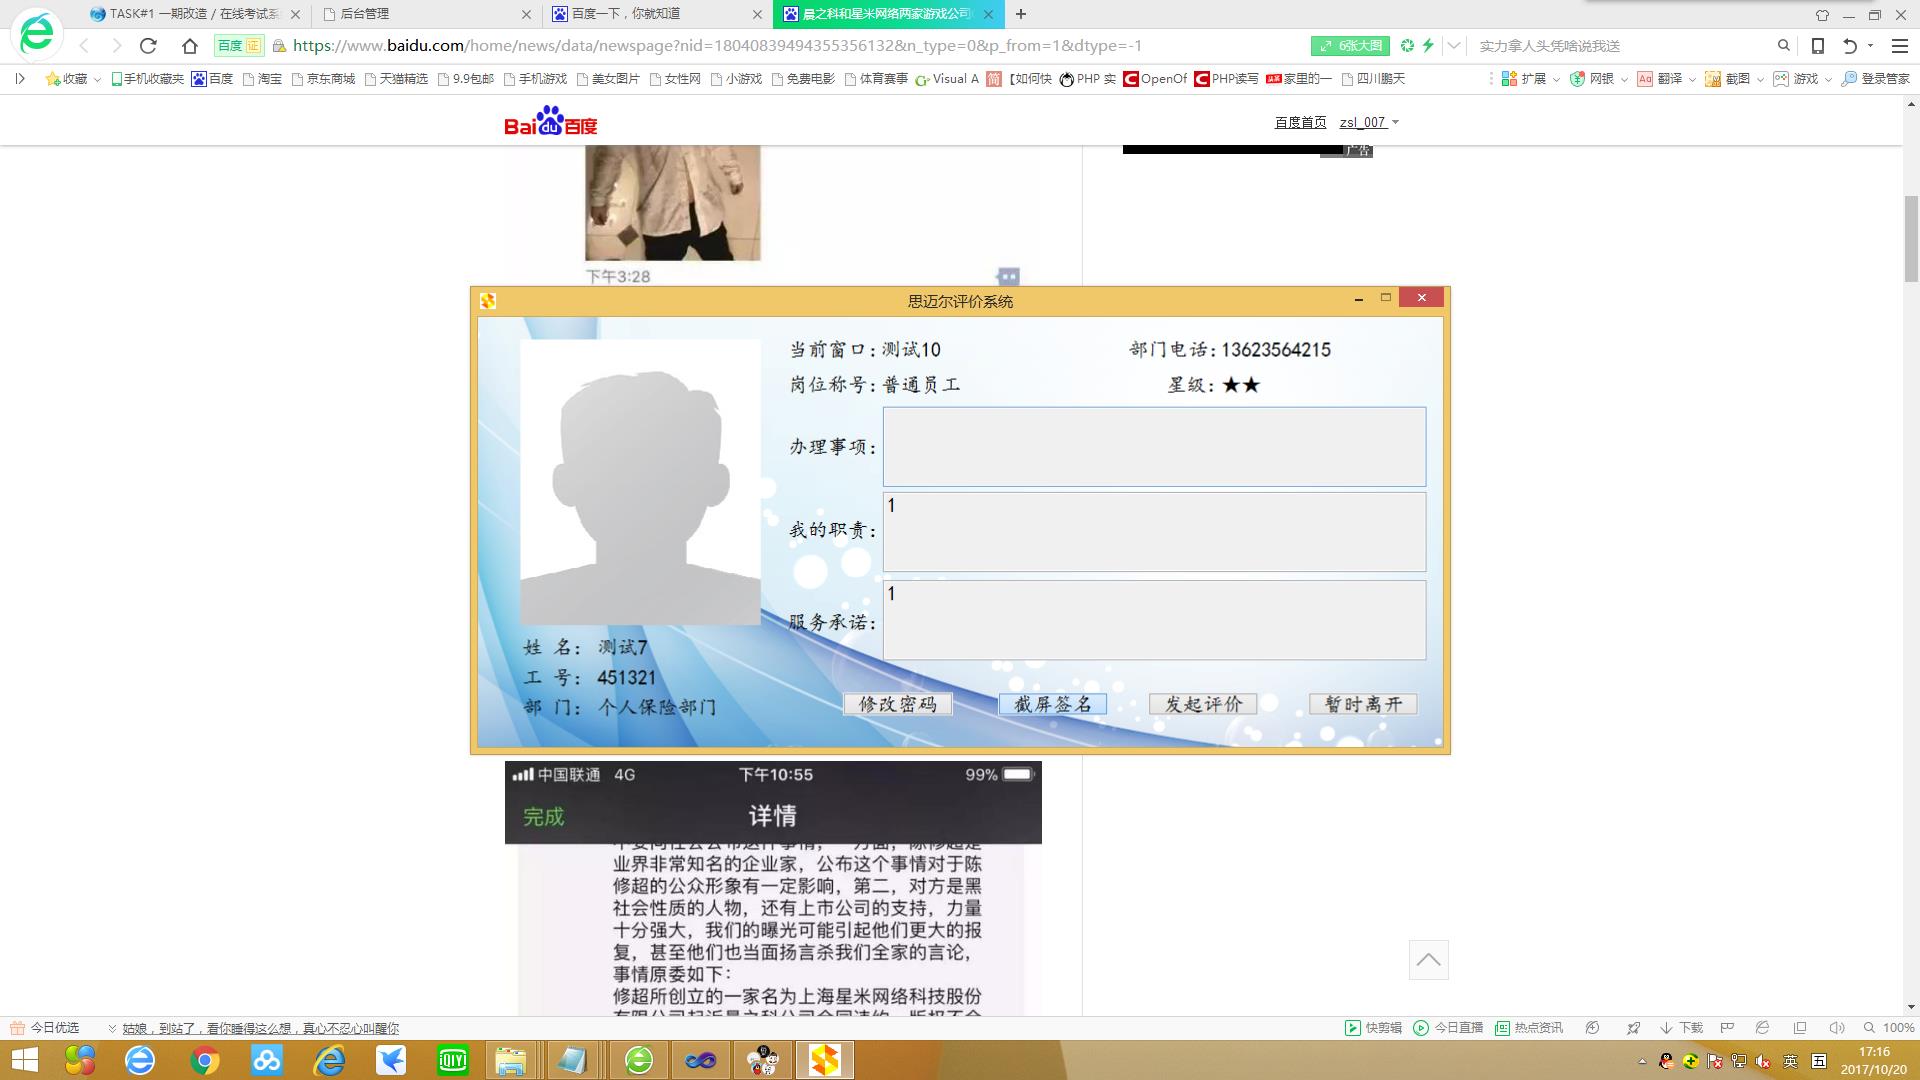 TASK#1 一期改造 / 在线考试系
后台管理
百度一下，你就知道
晨之科和星米网络两家游戏公司
百度 证
https://www.baidu.com/home/news/data/newspage?nid=18040839494355356132&n_type=0&p_from=1&dtype=-1
6张大图
实力拿人头凭啥说我送
收藏
手机收藏夹
百度
淘宝
京东商城
天猫精选
9.9包邮
手机游戏
美女图片
女性网
小游戏
免费电影
体育赛事
Visual A
【如何快
PHP 实
OpenOf
PHP读写
家里的一
四川鹏天
扩展
网银
翻译
截图
游戏
登录管家
Bai du 百度
百度首页
zsl_007
广告
下午3:28
思迈尔评价系统
当前窗口：测试10
部门电话：13623564215
岗位称号：普通员工
星级：★★
办理事项：
我的职责：
1
服务承诺：
1
姓 名： 测试7
工 号： 451321
部 门： 个人保险部门
修改密码
截屏签名
发起评价
暂时离开
中国联通 4G
下午10:55
99%
完成
详情
业界非常知名的企业家，公布这个事情对于陈
修超的公众形象有一定影响，第二，对方是黑
社会性质的人物，还有上市公司的支持，力量
十分强大，我们的曝光可能引起他们更大的报
复，甚至他们也当面扬言杀我们全家的言论，
事情原委如下：
修超所创立的一家名为上海星米网络科技股份
今日优选
姑娘，到站了，看你睡得这么想，真心不忍心叫醒你
快剪辑
今日直播
热点资讯
下载
100%
QIYI
英
五
17:16
2017/10/20